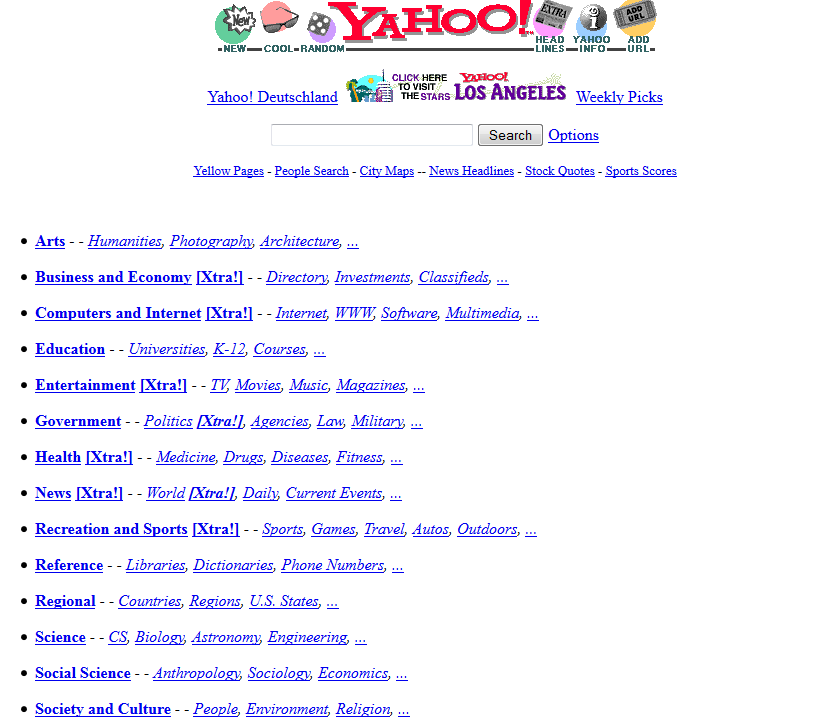 New EXTRA i ADD URL
YAHOO!
NEW COOL RANDOM HEAD LINES YAHOO INFO ADD URL
Yahoo! Deutschland CLICK HERE TO VISIT THE STARS YAHOO! LOS ANGELES Weekly Picks
Search Options
Yellow Pages - People Search - City Maps -- News Headlines - Stock Quotes - Sports Scores
Arts - - Humanities, Photography, Architecture, ...
Business and Economy [Xtra!] - - Directory, Investments, Classifieds, ...
Computers and Internet [Xtra!] - - Internet, WWW, Software, Multimedia, ...
Education - - Universities, K-12, Courses, ...
Entertainment [Xtra!] - - TV, Movies, Music, Magazines, ...
Government - - Politics [Xtra!], Agencies, Law, Military, ...
Health [Xtra!] - - Medicine, Drugs, Diseases, Fitness, ...
News [Xtra!] - - World [Xtra!], Daily, Current Events, ...
Recreation and Sports [Xtra!] - - Sports, Games, Travel, Autos, Outdoors, ...
Reference - - Libraries, Dictionaries, Phone Numbers, ...
Regional - - Countries, Regions, U.S. States, ...
Science - - CS, Biology, Astronomy, Engineering, ...
Social Science - - Anthropology, Sociology, Economics, ...
Society and Culture - - People, Environment, Religion, ...